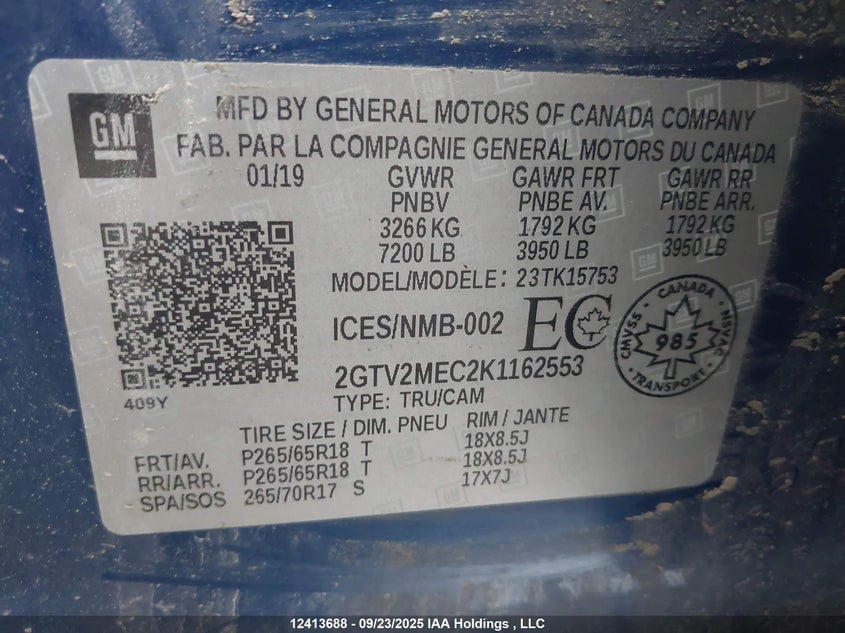 GM
MFD BY GENERAL MOTORS OF CANADA COMPANY
FAB. PAR LA COMPAGNIE GENERAL MOTORS DU CANADA
01/19 GVWR GAWR FRT GAWR RR
PNBV PNBE AV. PNBE ARR.
3266 KG 1792 KG 1792 KG
7200 LB 3950 LB 3950 LB
MODEL/MODÈLE: 23TK15753
ICES/NMB-002 EC
CANADA
CMVSS 985 NSVAC
TRANSPORT
2GTV2MEC2K1162553
409Y
TYPE: TRU/CAM
TIRE SIZE / DIM. PNEU RIM / JANTE
FRT/AV. P265/65R18 T 18X8.5J
RR/ARR. P265/65R18 T 18X8.5J
SPA/SOS 265/70R17 S 17X7J
12413688 - 09/23/2025 IAA Holdings , LLC